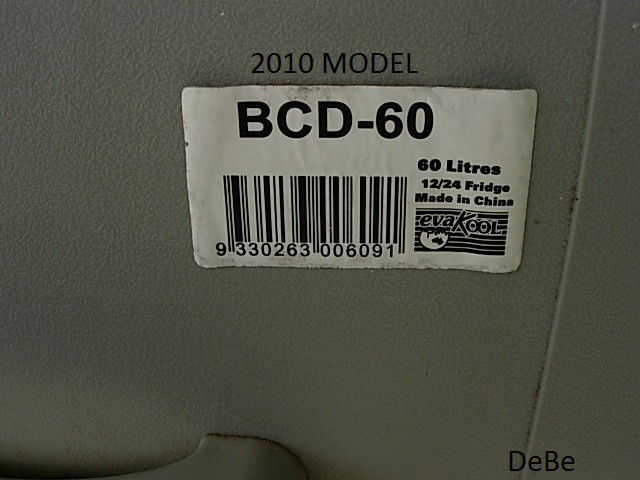 2010 MODEL
BCD-60
60 Litres
12/24 Fridge
Made in China
evaKOOL
9 330263 006091
DeBe